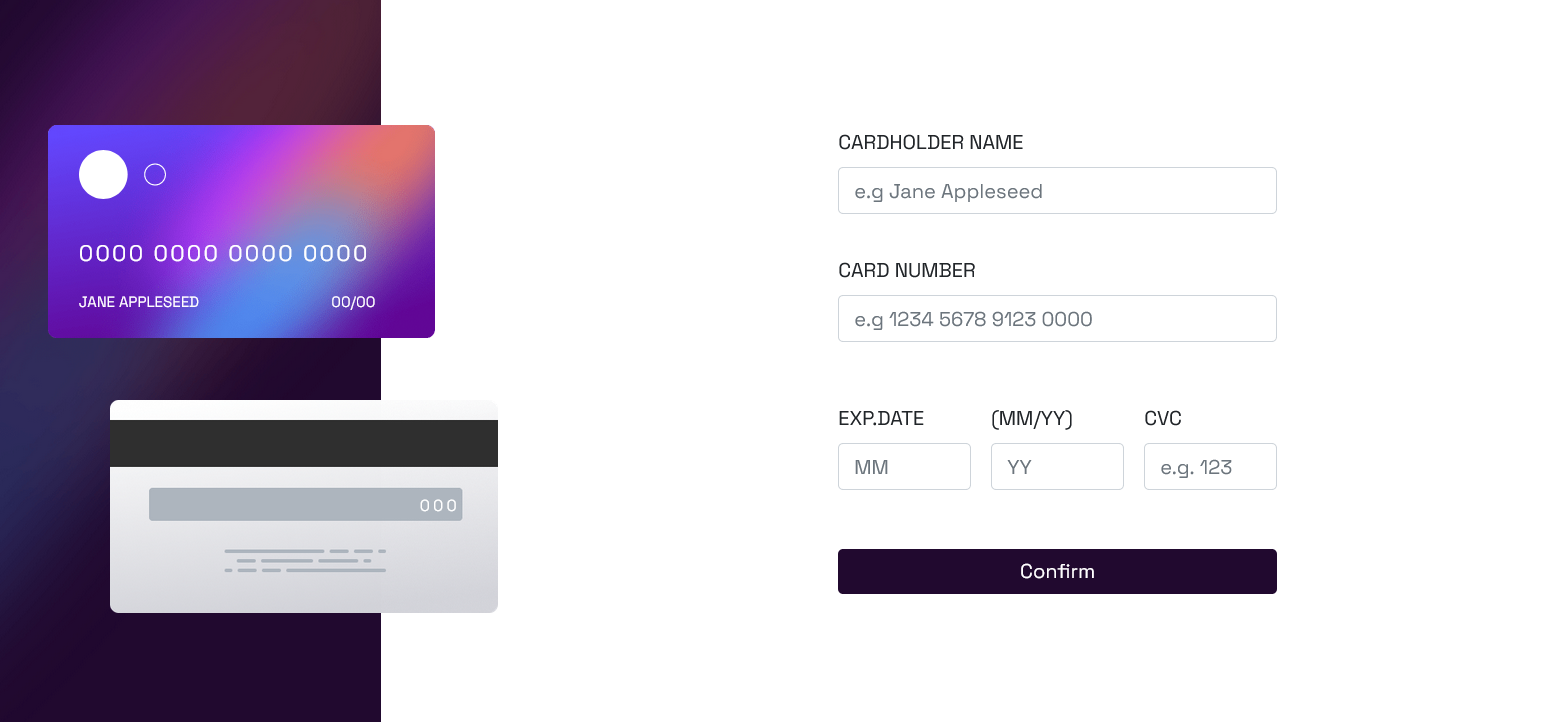 0000 0000 0000 0000
JANE APPLESEED 00/00
000
CARDHOLDER NAME
e.g Jane Appleseed
CARD NUMBER
e.g 1234 5678 9123 0000
EXP.DATE (MM/YY) CVC
MM YY e.g. 123
Confirm